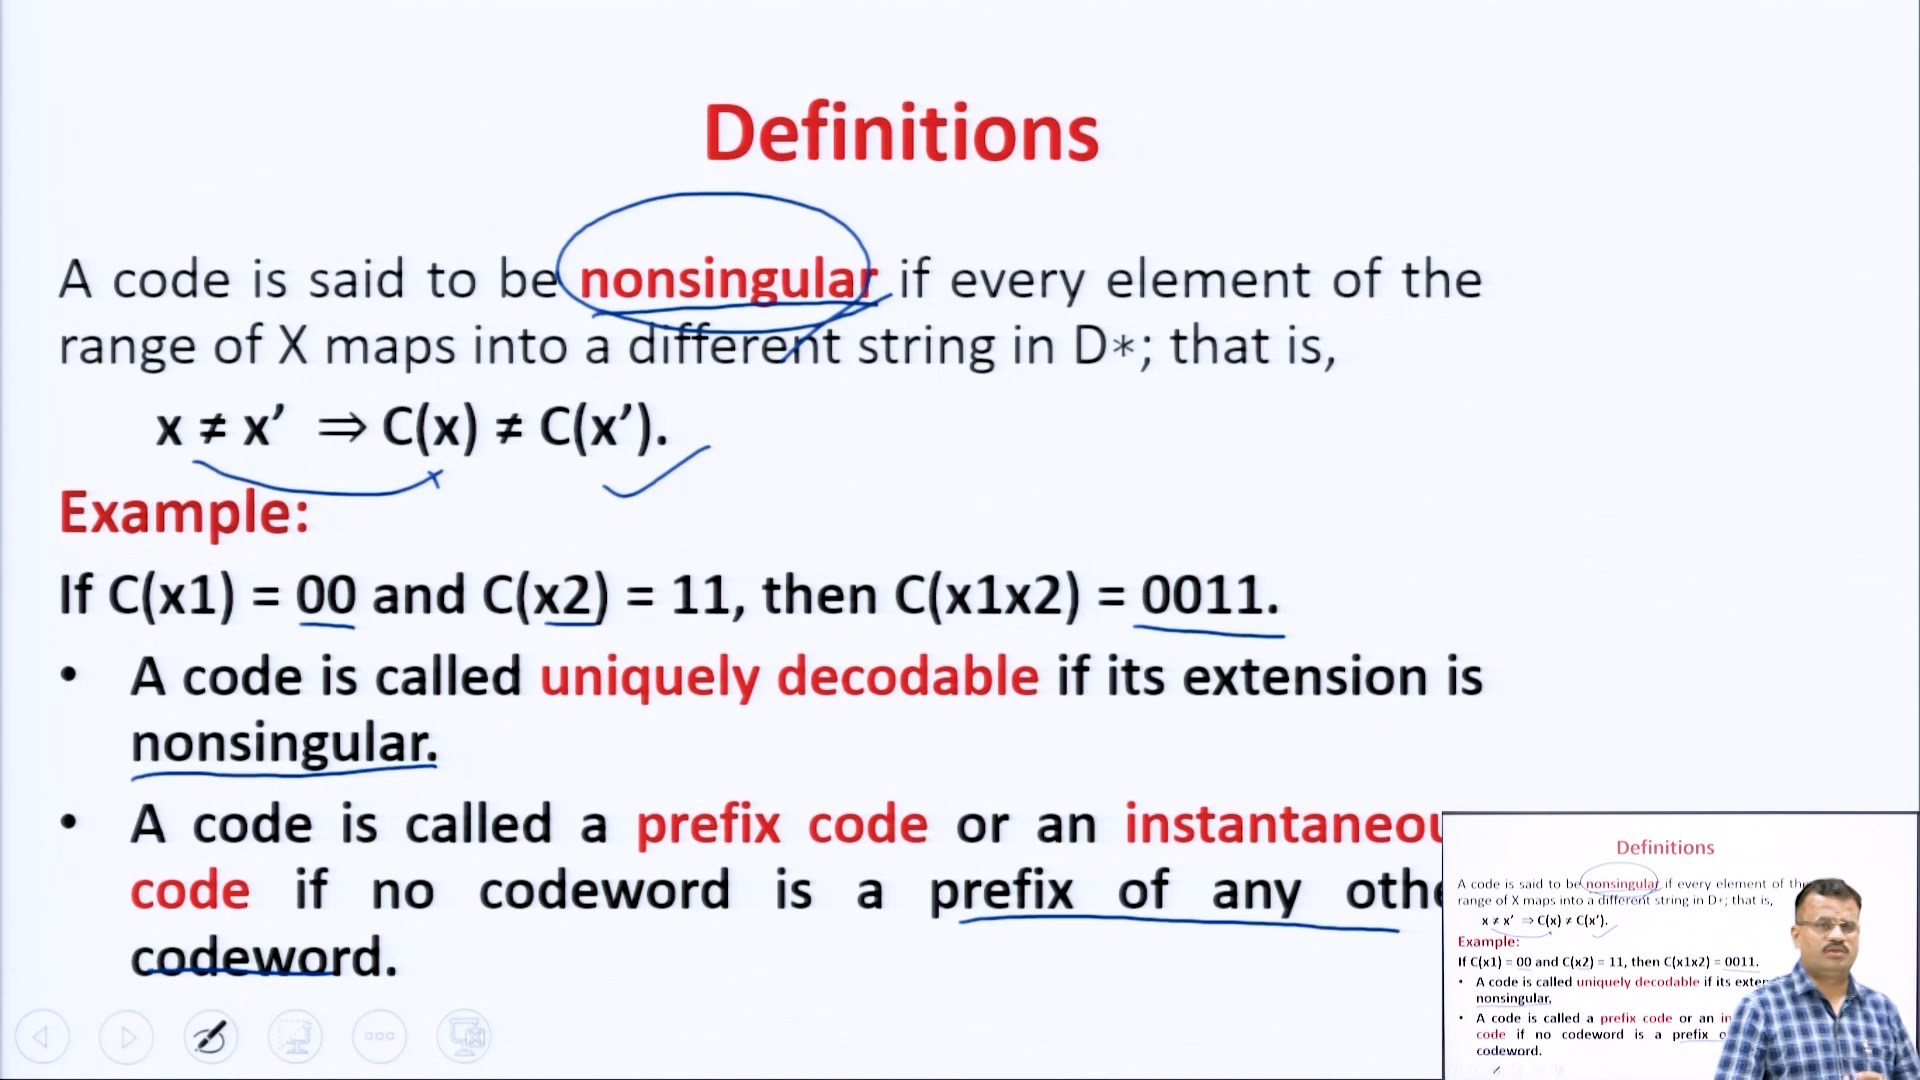 Definitions
A code is said to be nonsingular if every element of the
range of X maps into a different string in D*; that is,
x ≠ x’ ⇒ C(x) ≠ C(x’).
Example:
If C(x1) = 00 and C(x2) = 11, then C(x1x2) = 0011.
• A code is called uniquely decodable if its extension is
nonsingular.
• A code is called a prefix code or an instantaneou
code if no codeword is a prefix of any othe
codeword.
Definitions
A code is said to be nonsingular if every element of th
range of X maps into a different string in D*; that is,
x ≠ x’ ⇒ C(x) ≠ C(x’).
Example:
If C(x1) = 00 and C(x2) = 11, then C(x1x2) = 0011.
• A code is called uniquely decodable if its exte
nonsingular.
• A code is called a prefix code or an in
code if no codeword is a prefix o
codeword.